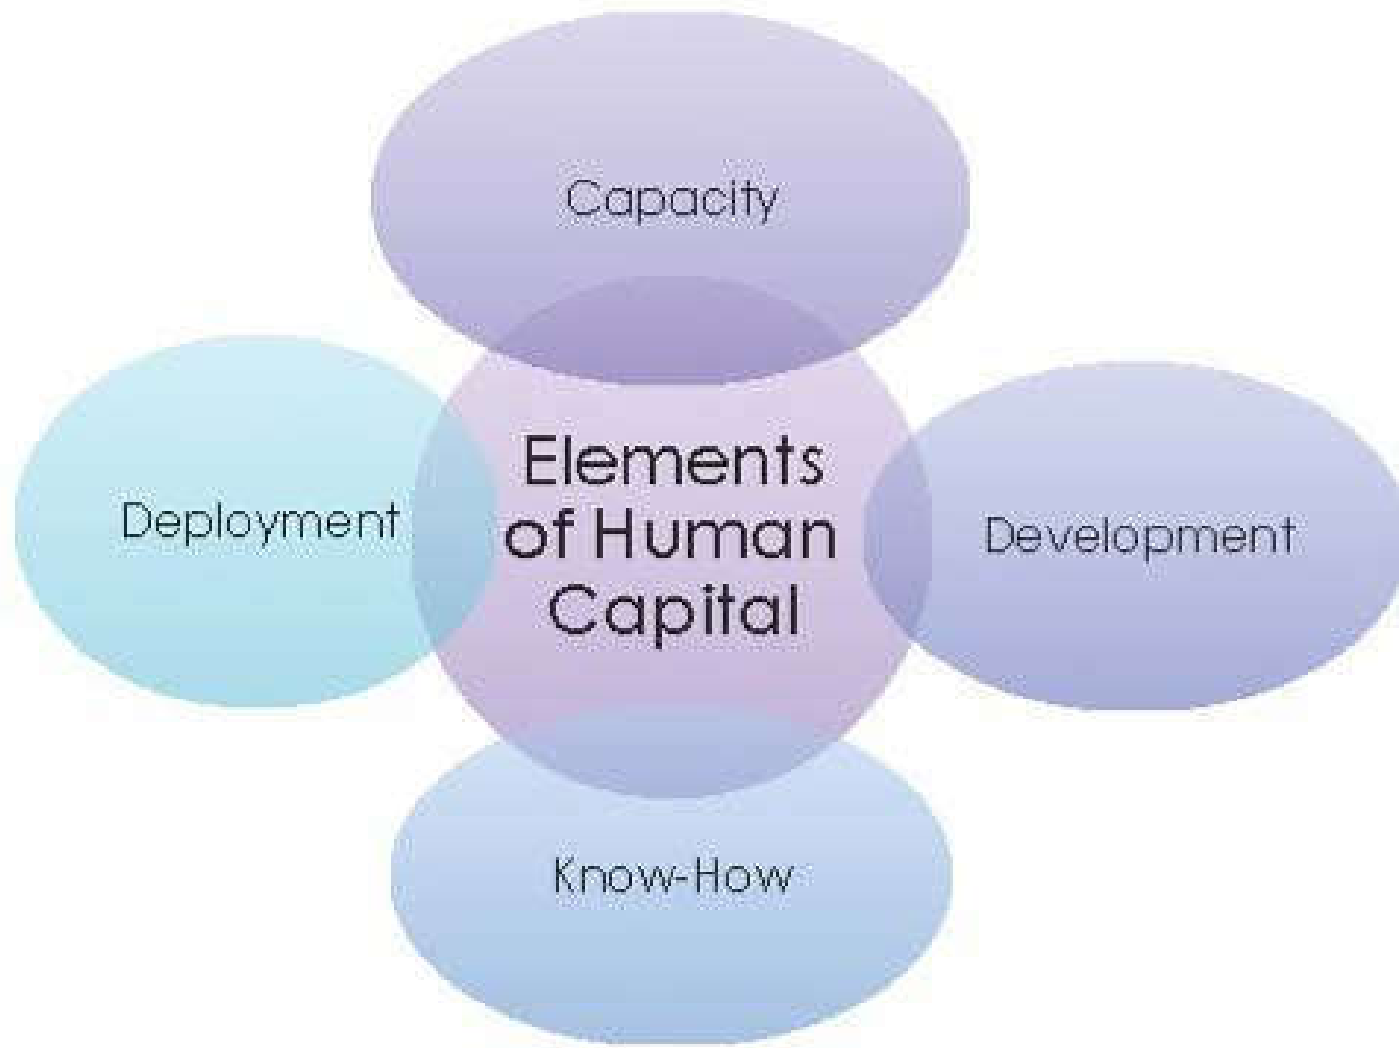 Capacity
Elements
of Human
Capital
Deployment
Development
Know-How